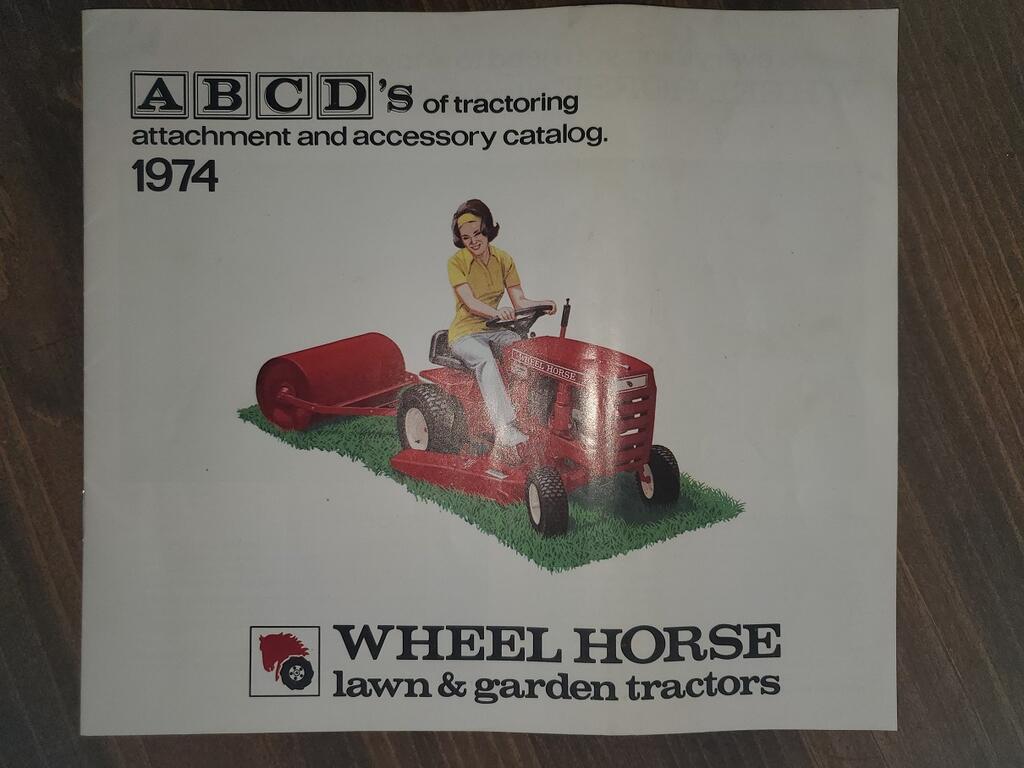 ABCD's of tractoring
attachment and accessory catalog.
1974
WHEEL HORSE
WHEEL HORSE
lawn & garden tractors